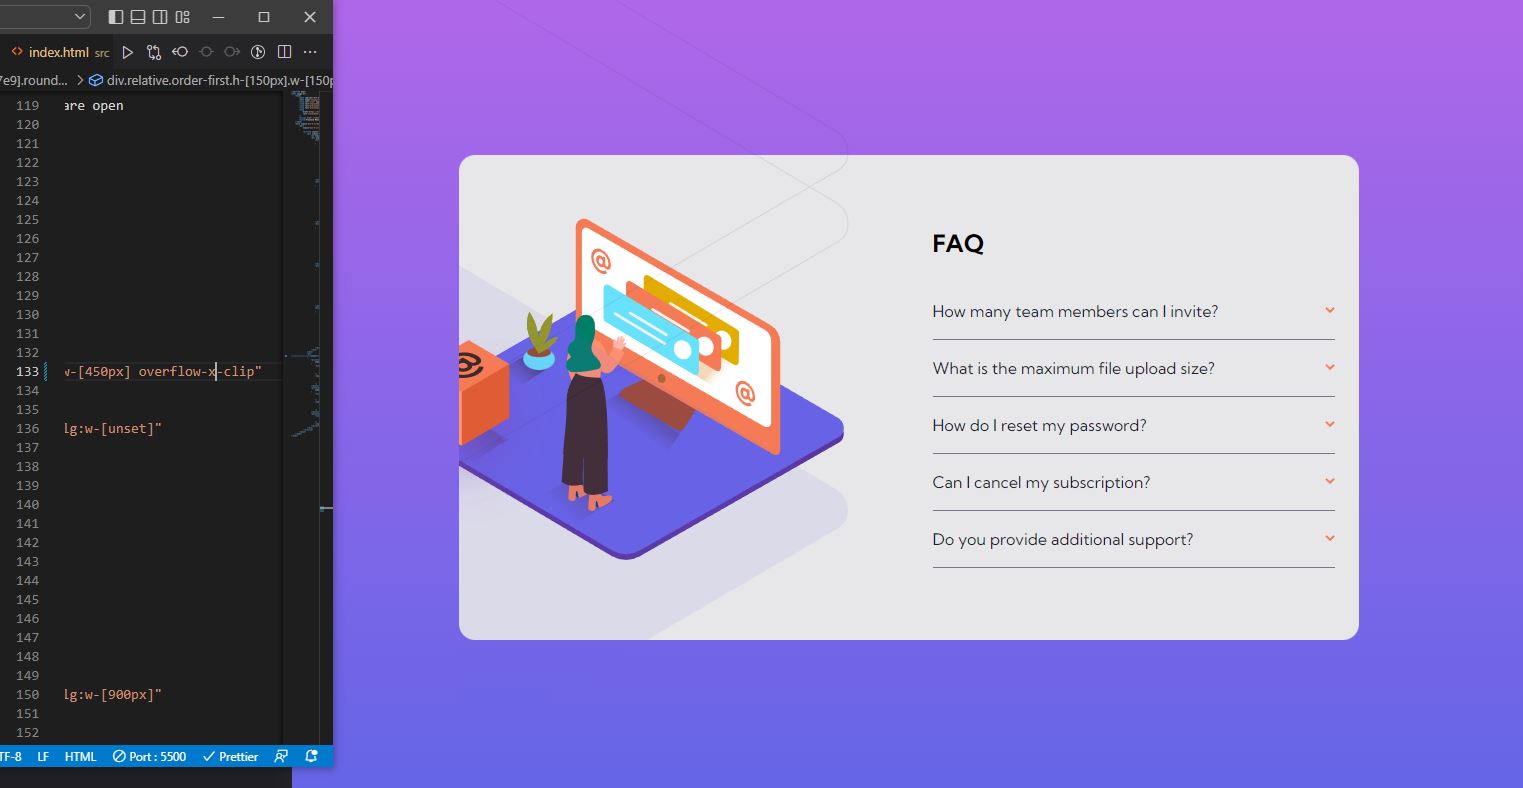 index.html src
7e9].round... > div.relative.order-first.h-[150px].w-[150p
119 are open
120
121
122
123
124
125
126
127
128
129
130
131
132
133 w-[450px] overflow-x-clip"
134
135
136 lg:w-[unset]"
137
138
139
140
141
142
143
144
145
146
147
148
149
150 lg:w-[900px]"
151
152
TF-8 LF HTML Port : 5500 Prettier
@
@
FAQ
How many team members can I invite?
What is the maximum file upload size?
How do I reset my password?
Can I cancel my subscription?
Do you provide additional support?